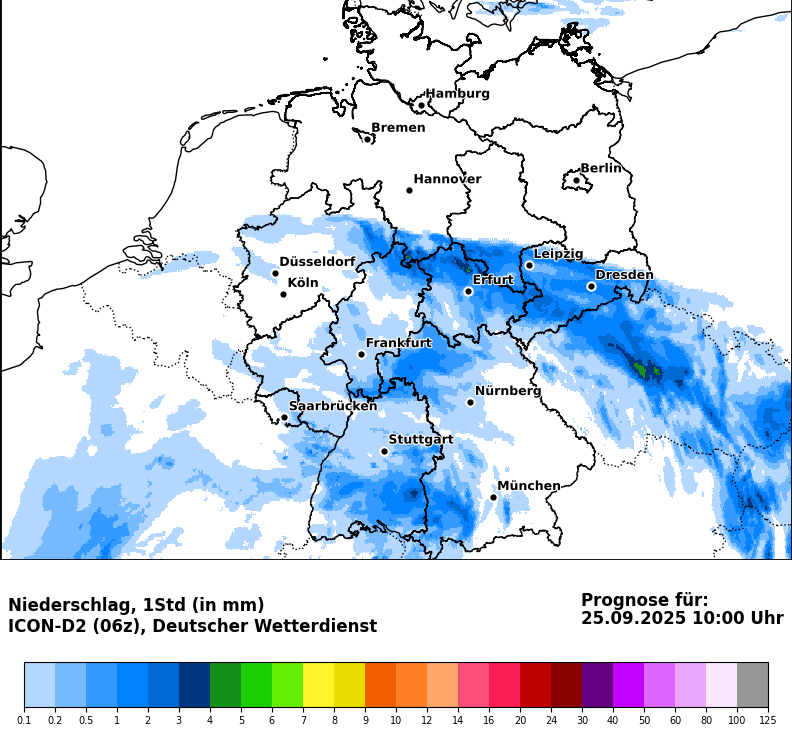 Hamburg
Bremen
Berlin
Hannover
Leipzig
Düsseldorf
Dresden
Köln
Erfurt
Frankfurt
Nürnberg
Saarbrücken
Stuttgart
München
Niederschlag, 1Std (in mm)
ICON-D2 (06z), Deutscher Wetterdienst
Prognose für:
25.09.2025 10:00 Uhr
0.1 0.2 0.5 1 2 3 4 5 6 7 8 9 10 12 14 16 20 24 30 40 50 60 80 100 125